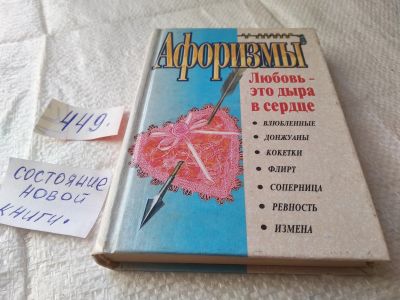 Афоризмы
Любовь -
это дыра
в сердце
• ВЛЮБЛЕННЫЕ
• ДОНЖУАНЫ
• КОКЕТКИ
• ФЛИРТ
• СОПЕРНИЦА
• РЕВНОСТЬ
• ИЗМЕНА
449.
СОСТОЯНИЕ
НОВОЙ
КНИГИ.